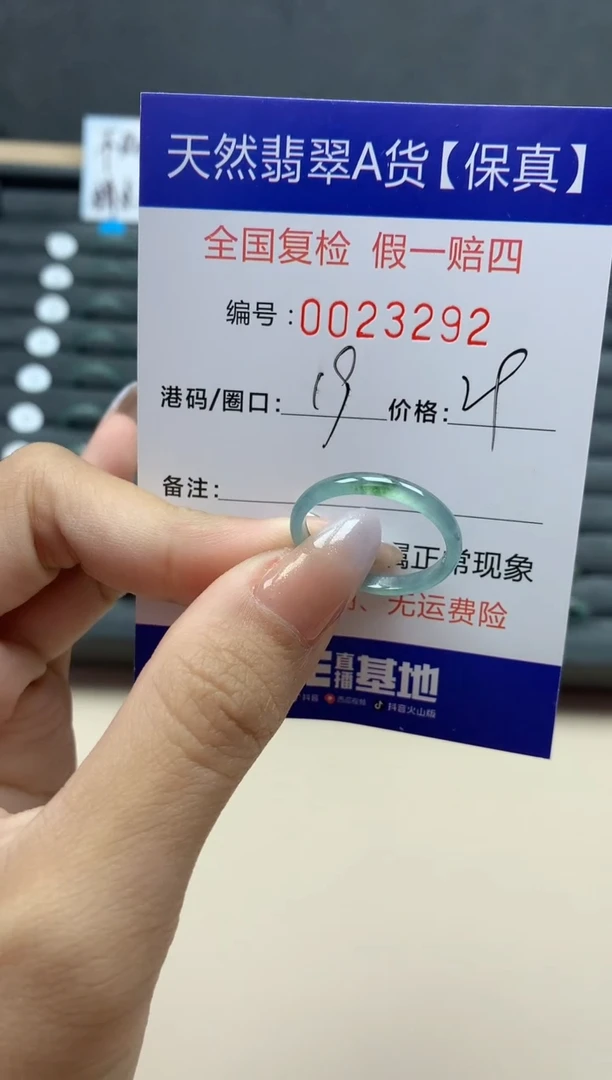 天然翡翠A货【保真】
全国复检 假一赔四
编号:0023292
港码/圈口: 19 价格:
备注:
属正常现象
、无运费险
直播基地
抖音 抖音火山版